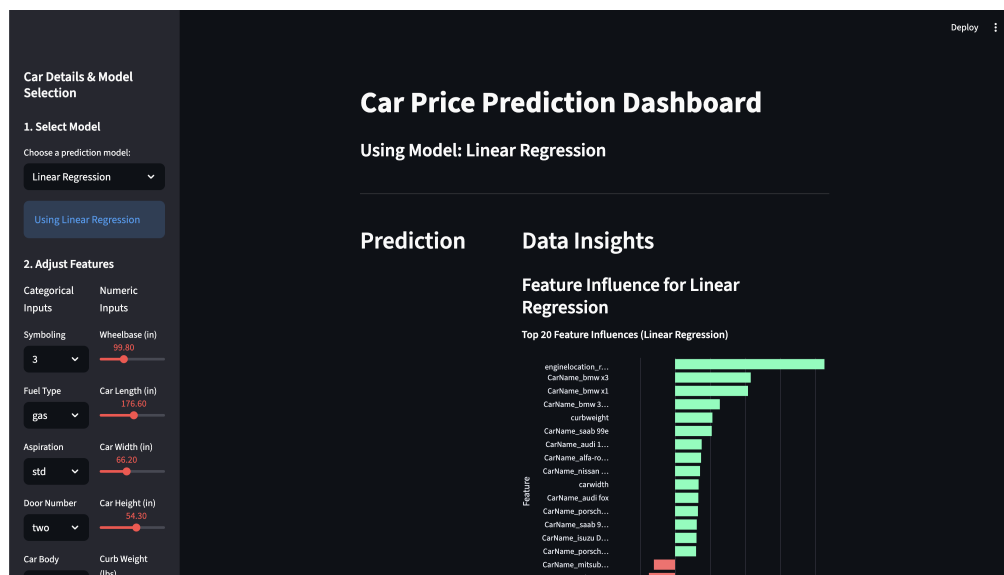 Deploy
Car Details & Model
Selection
1. Select Model
Choose a prediction model:
Linear Regression
Using Linear Regression
2. Adjust Features
Categorical
Inputs
Numeric
Inputs
Symboling
3
Wheelbase (in)
99.80
Fuel Type
gas
Car Length (in)
176.60
Aspiration
std
Car Width (in)
66.20
Door Number
two
Car Height (in)
54.30
Car Body
Curb Weight
(lbs)
Car Price Prediction Dashboard
Using Model: Linear Regression
Prediction
Data Insights
Feature Influence for Linear
Regression
Top 20 Feature Influences (Linear Regression)
enginelocation_r...
CarName_bmw x3
CarName_bmw x1
CarName_bmw 3...
curbweight
CarName_saab 99e
CarName_audi 1...
CarName_alfa-ro...
CarName_nissan ...
carwidth
CarName_audi fox
CarName_porsch...
CarName_saab 9...
CarName_isuzu D...
CarName_porsch...
CarName_mitsub...
Feature